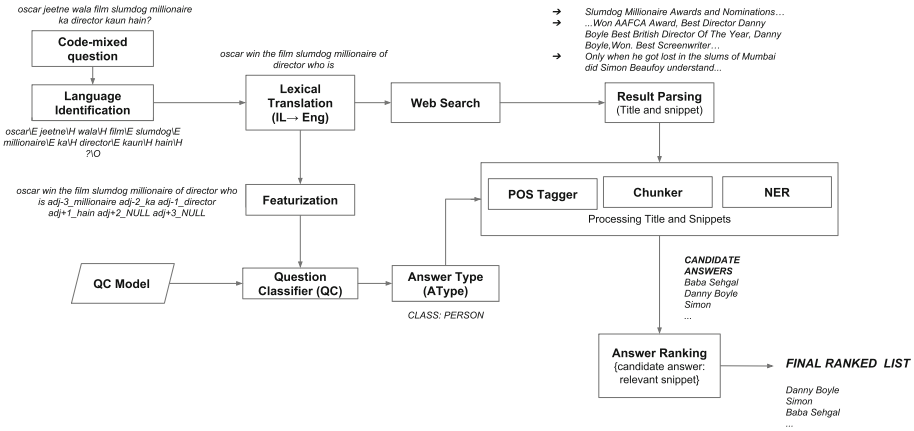 oscar jeetne wala film slumdog millionaire
ka director kaun hain?
Code-mixed
question
Language
Identification
oscar\E jeetne\H wala\H film\E slumdog\E
millionaire\E ka\H director\E kaun\H hain\H
?\O
oscar win the film slumdog millionaire of
director who is
Lexical
Translation
(IL→ Eng)
Web Search
➔ Slumdog Millionaire Awards and Nominations…
➔ ...Won AAFCA Award, Best Director Danny
Boyle Best British Director Of The Year, Danny
Boyle,Won. Best Screenwriter…
➔ Only when he got lost in the slums of Mumbai
did Simon Beaufoy understand...
Result Parsing
(Title and snippet)
POS Tagger
Chunker
NER
Processing Title and Snippets
oscar win the film slumdog millionaire of director who
is adj-3_millionaire adj-2_ka adj-1_director
adj+1_hain adj+2_NULL adj+3_NULL
Featurization
QC Model
Question
Classifier (QC)
Answer Type
(AType)
CLASS: PERSON
CANDIDATE
ANSWERS
Baba Sehgal
Danny Boyle
Simon
...
Answer Ranking
{candidate answer:
relevant snippet}
FINAL RANKED LIST
Danny Boyle
Simon
Baba Sehgal
...